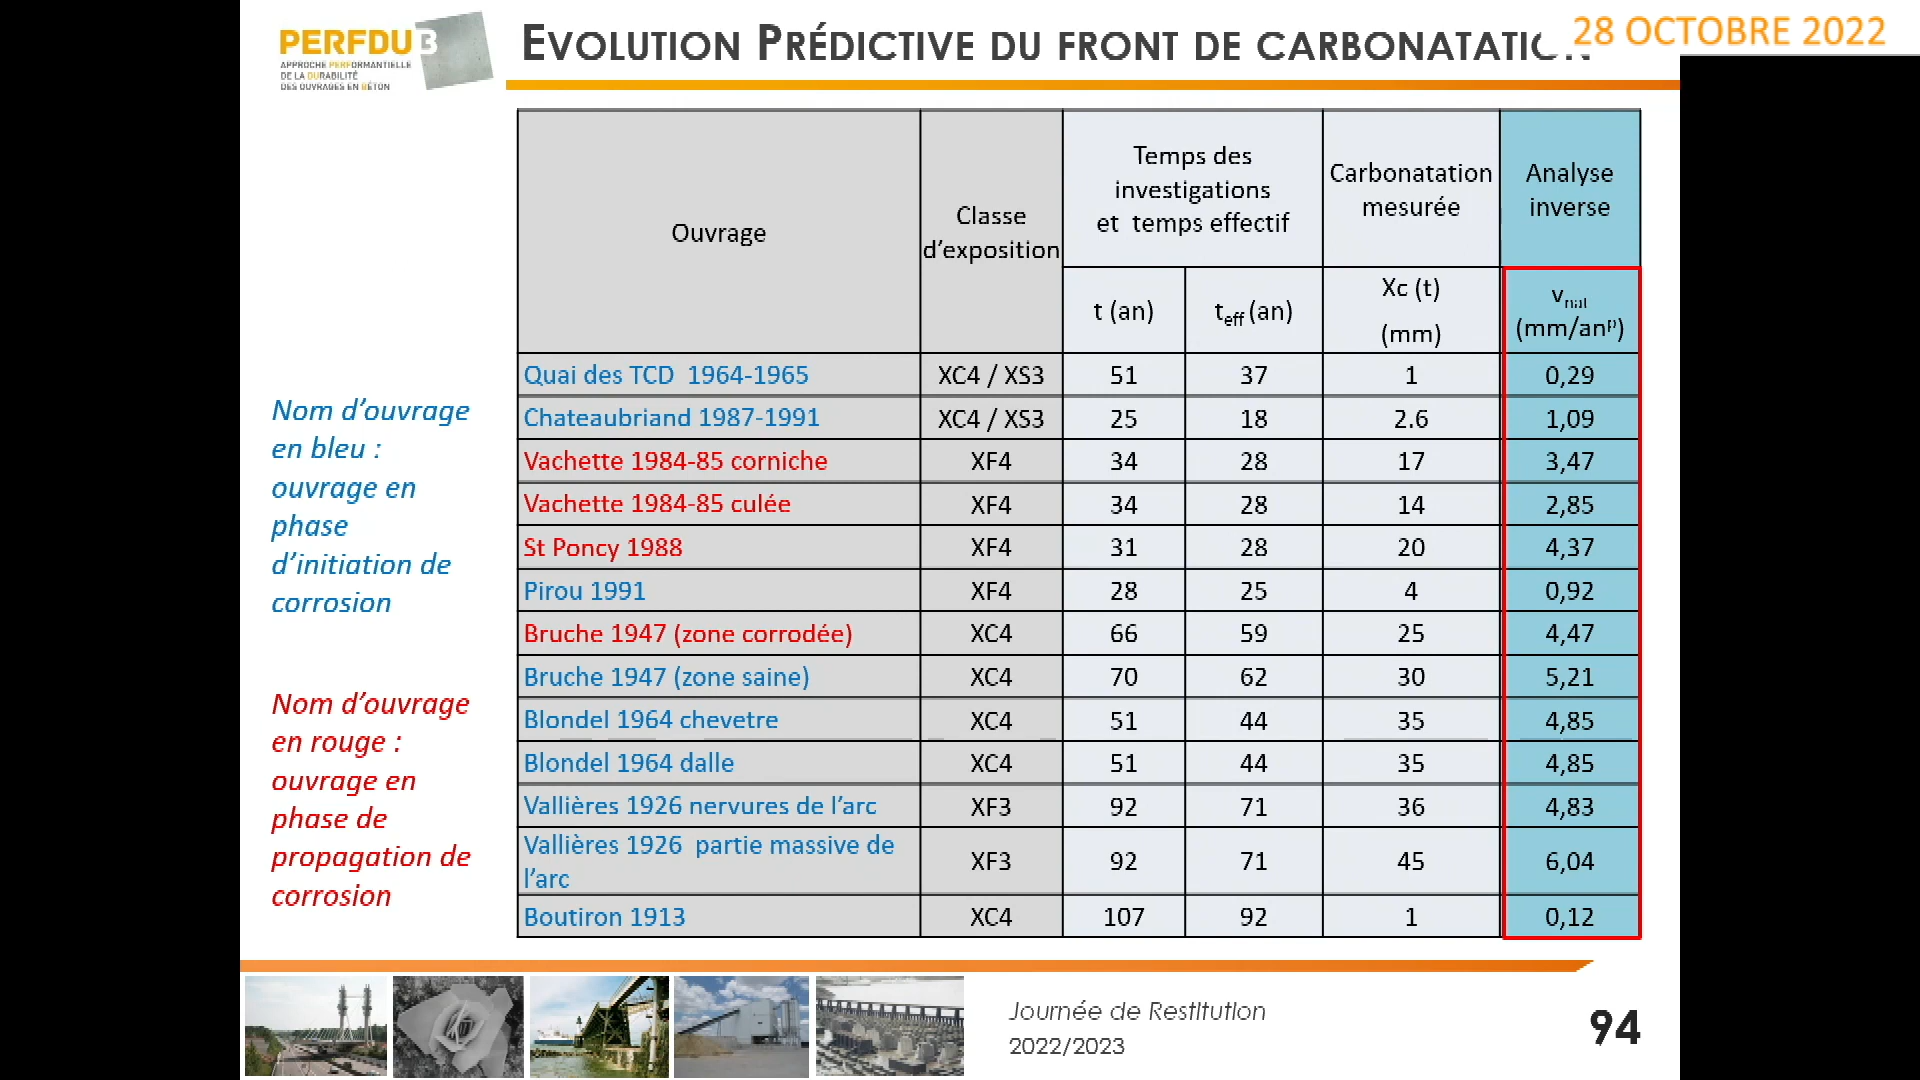 PERFDUB
APPROCHE PERFORMANTIELLE
DE LA DURABILITÉ
DES OUVRAGES EN BÉTON
EVOLUTION PRÉDICTIVE DU FRONT DE CARBONATATION
28 OCTOBRE 2022
Ouvrage
Classe
d’exposition
Temps des
investigations
et temps effectif
Carbonatation
mesurée
Analyse
inverse
t (an)
teff (an)
Xc (t)
(mm)
vnat
(mm/anᵖ)
Quai des TCD 1964-1965 XC4 / XS3 51 37 1 0,29
Chateaubriand 1987-1991 XC4 / XS3 25 18 2.6 1,09
Vachette 1984-85 corniche XF4 34 28 17 3,47
Vachette 1984-85 culée XF4 34 28 14 2,85
St Poncy 1988 XF4 31 28 20 4,37
Pirou 1991 XF4 28 25 4 0,92
Bruche 1947 (zone corrodée) XC4 66 59 25 4,47
Bruche 1947 (zone saine) XC4 70 62 30 5,21
Blondel 1964 chevetre XC4 51 44 35 4,85
Blondel 1964 dalle XC4 51 44 35 4,85
Vallières 1926 nervures de l’arc XF3 92 71 36 4,83
Vallières 1926 partie massive de
l’arc XF3 92 71 45 6,04
Boutiron 1913 XC4 107 92 1 0,12
Nom d’ouvrage
en bleu :
ouvrage en
phase
d’initiation de
corrosion
Nom d’ouvrage
en rouge :
ouvrage en
phase de
propagation de
corrosion
Journée de Restitution
2022/2023
94